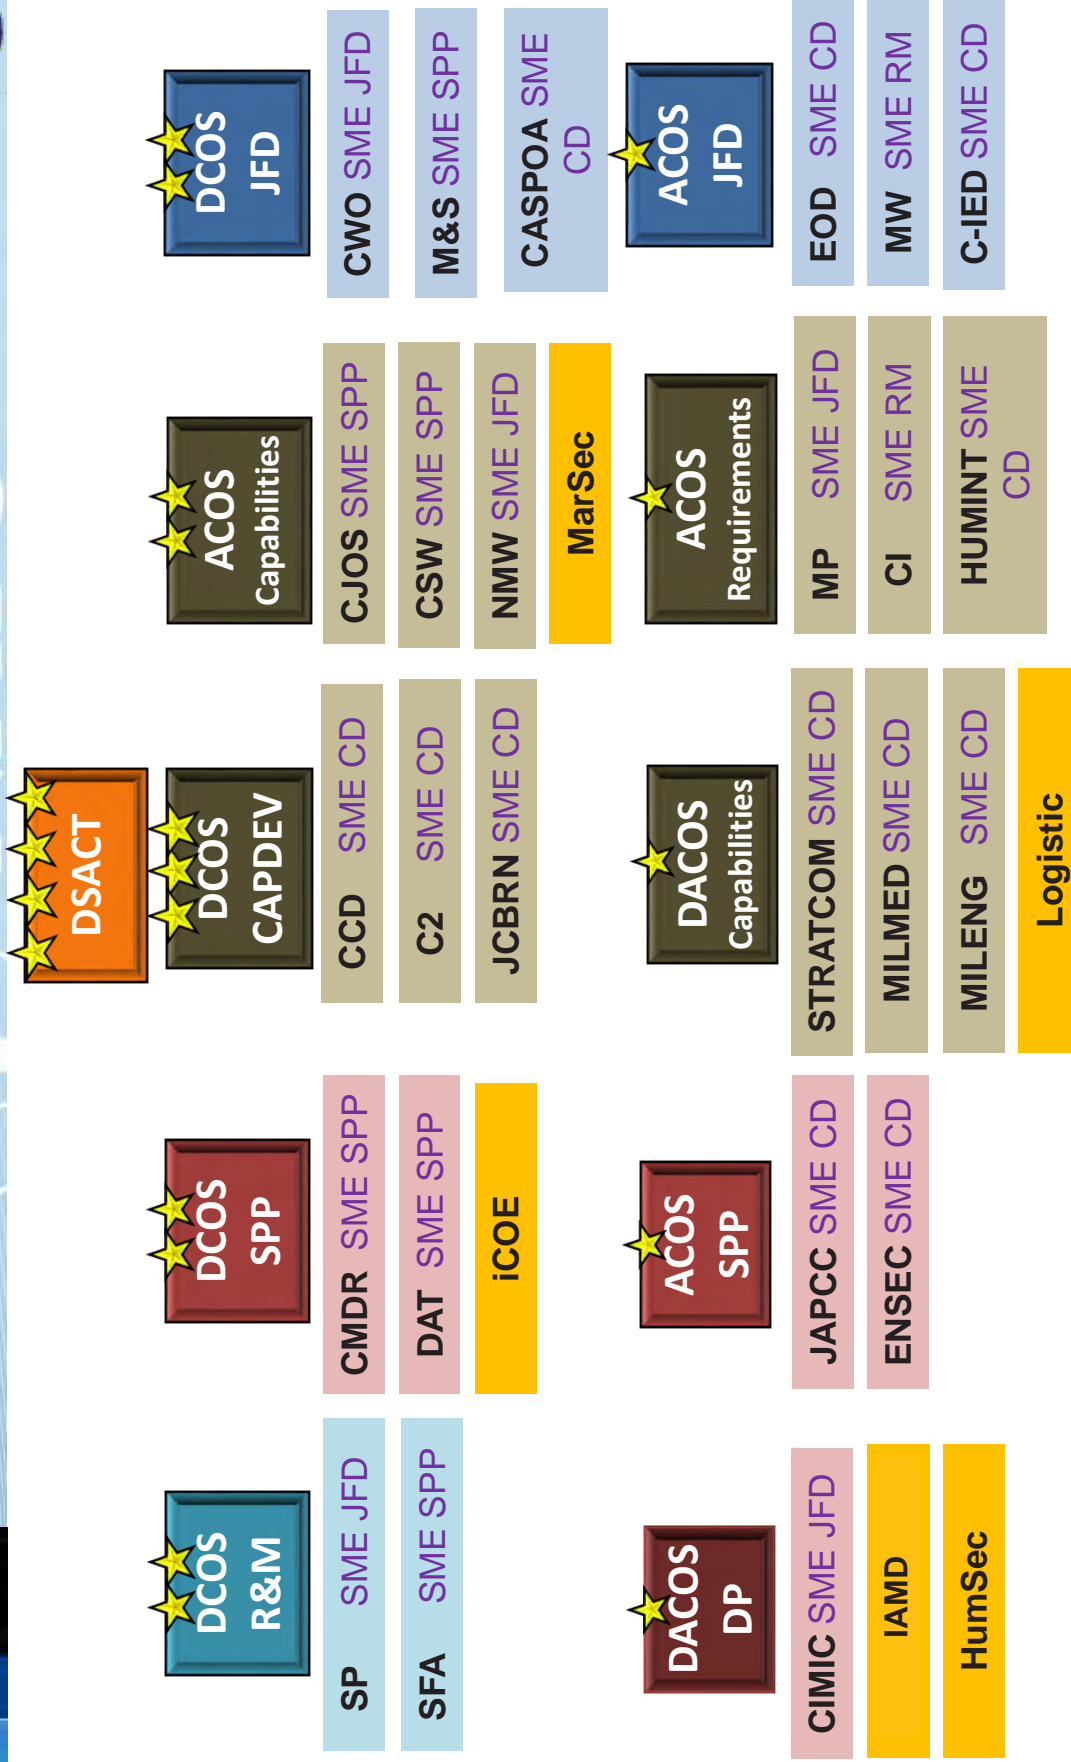 DSACT
DCOS
R&M
SP SME JFD
SFA SME SPP
DCOS
SPP
CMDR SME SPP
DAT SME SPP
iCOE
DCOS
CAPDEV
CCD SME CD
C2 SME CD
JCBRN SME CD
ACOS
Capabilities
CJOS SME SPP
CSW SME SPP
NMW SME JFD
MarSec
DCOS
JFD
CWO SME JFD
M&S SME SPP
CASPOA SME
CD
DACOS
DP
CIMIC SME JFD
IAMD
HumSec
ACOS
SPP
JAPCC SME CD
ENSEC SME CD
DACOS
Capabilities
STRATCOM SME CD
MILMED SME CD
MILENG SME CD
Logistic
ACOS
Requirements
MP SME JFD
CI SME RM
HUMINT SME
CD
ACOS
JFD
EOD SME CD
MW SME RM
C-IED SME CD